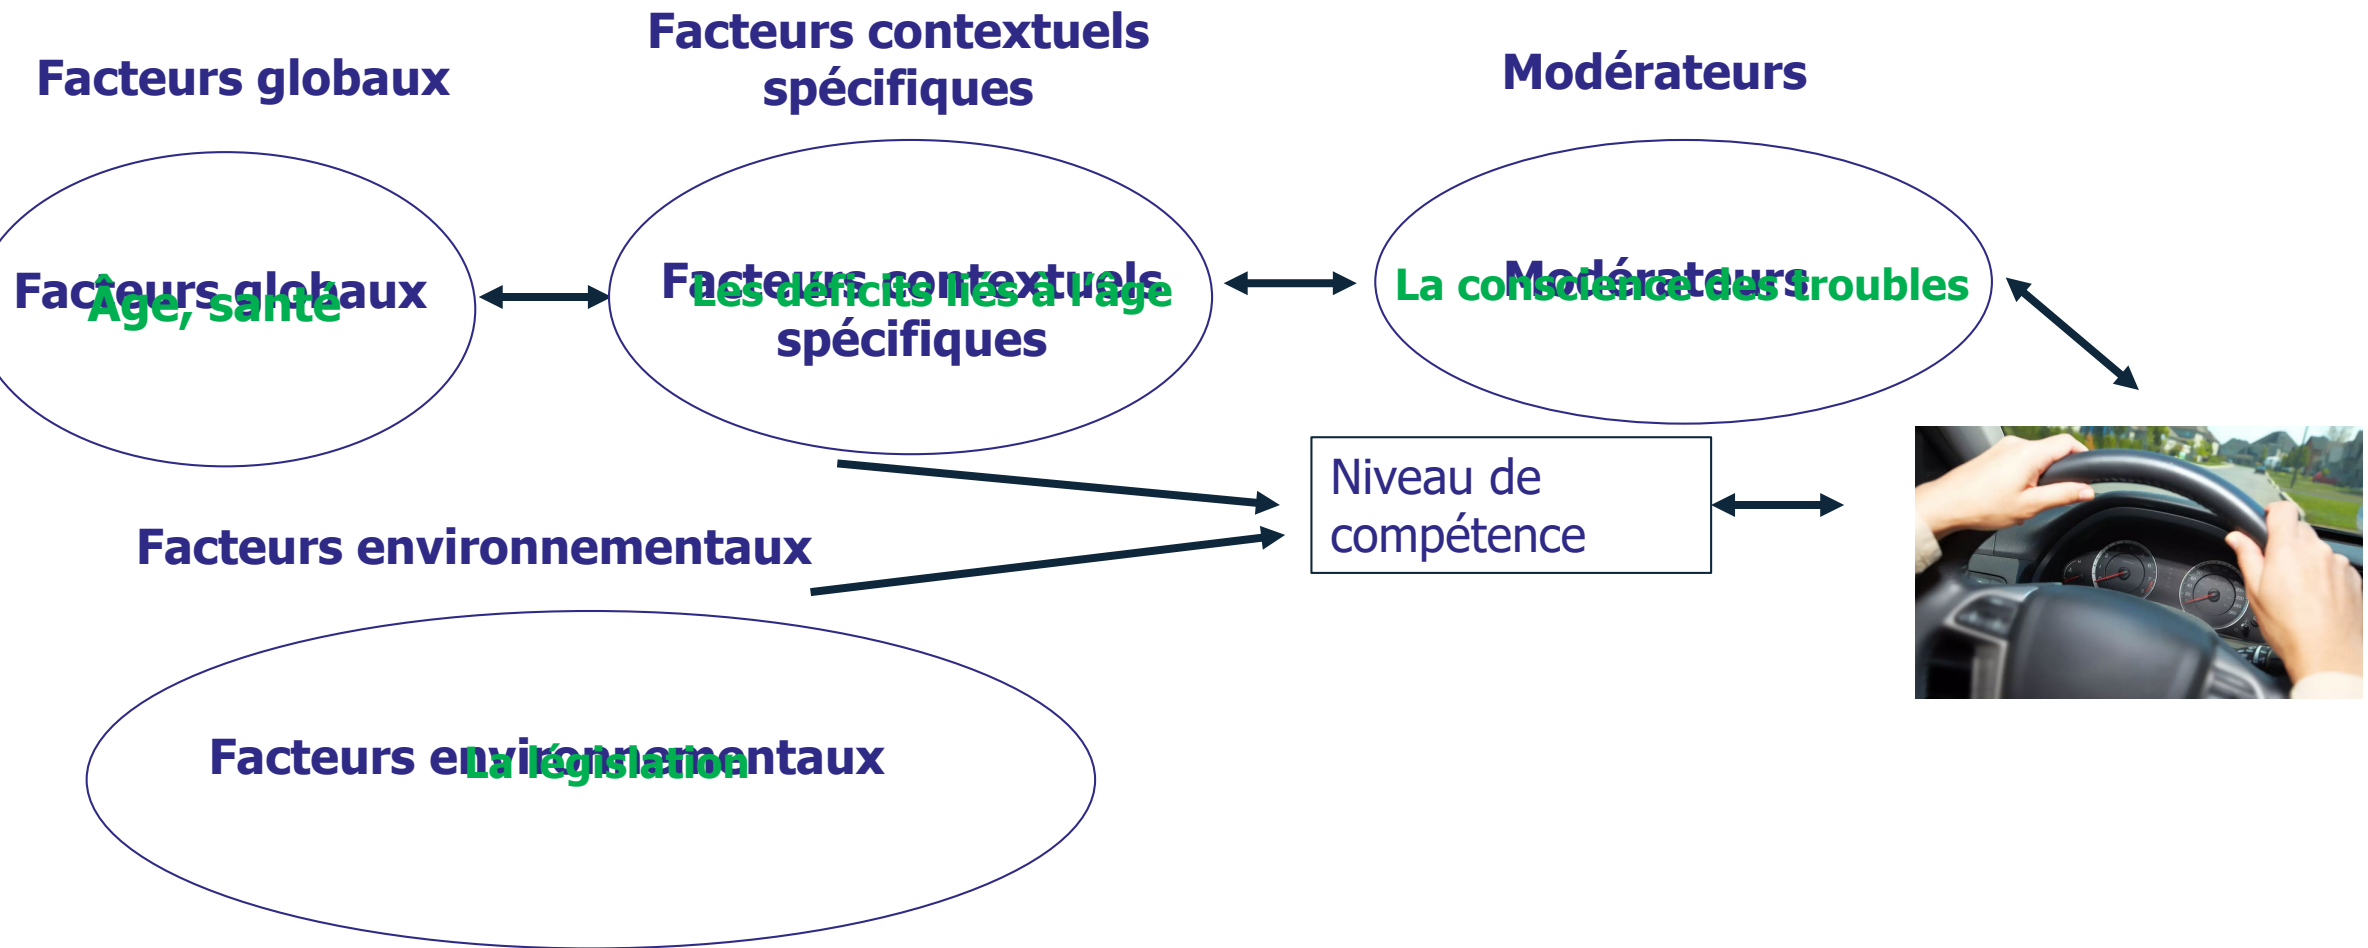 Facteurs globaux
Facteurs contextuels
spécifiques
Modérateurs
Facteurs globaux
Âge, santé
Facteurs contextuels
spécifiques
Les déficits liés à l'âge
Modérateurs
La conscience des troubles
Niveau de
compétence
Facteurs environnementaux
Facteurs environnementaux
La législation